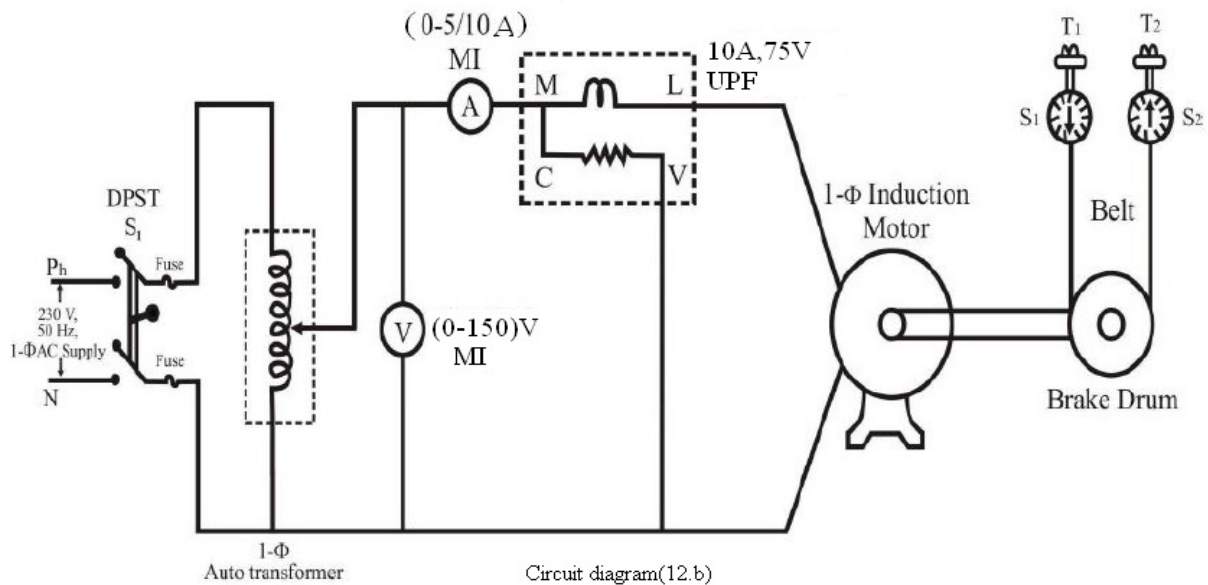 (0-5/10A)
MI
A
10A,75V
UPF
M L
C V
T1 T2
S1 S2
Belt
1-Φ Induction
Motor
Brake Drum
DPST
S1
Fuse
Ph
230 V,
50 Hz,
1-ΦAC Supply
Fuse
N
V
(0-150)V
MI
1-Φ
Auto transformer
Circuit diagram(12.b)